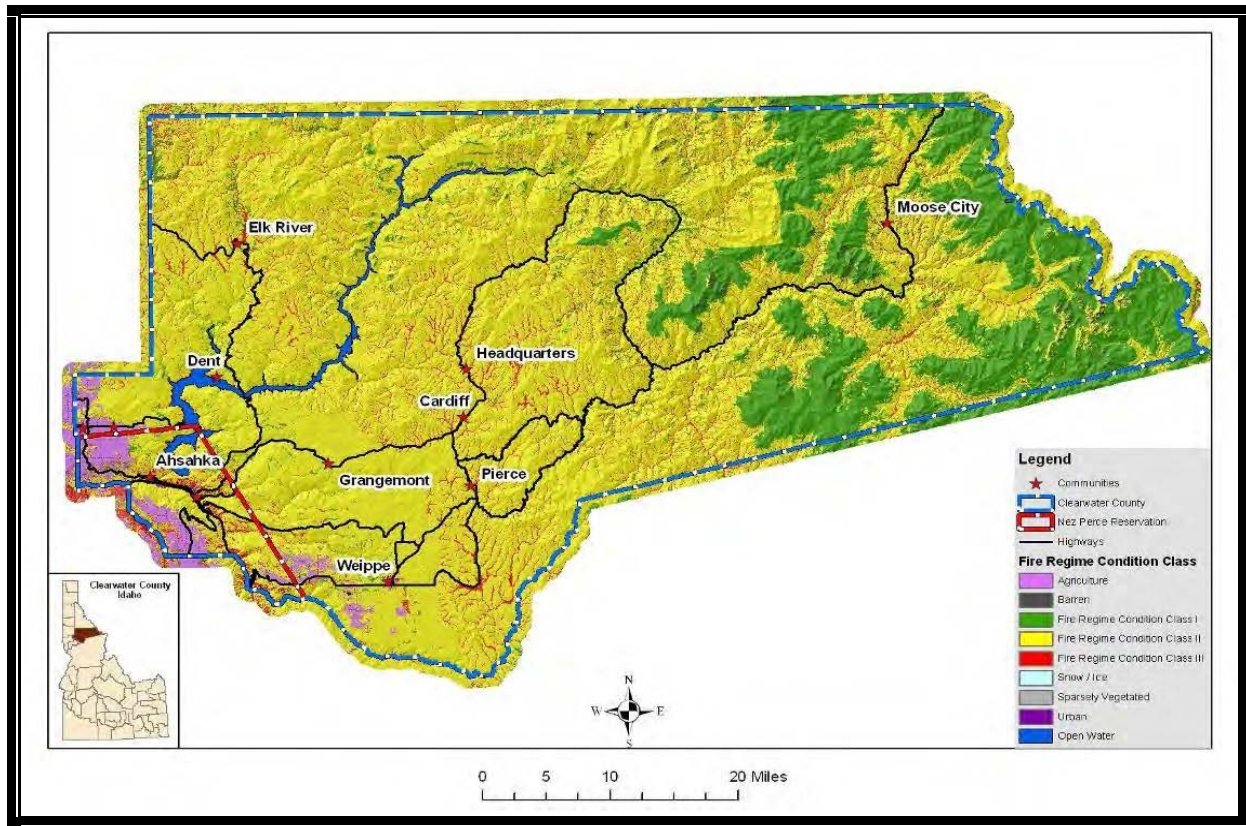 Moose City
Elk River
Headquarters
Dent
Cardiff
Ahsahka
Grangemont
Pierce
Weippe
Legend
Communities
Clearwater County
Nez Perce Reservation
Highways
Fire Regime Condition Class
Agriculture
Barren
Fire Regime Condition Class I
Fire Regime Condition Class II
Fire Regime Condition Class III
Snow / Ice
Sparsely Vegetated
Urban
Open Water
Clearwater County
Idaho
N
W E
S
0 5 10 20 Miles